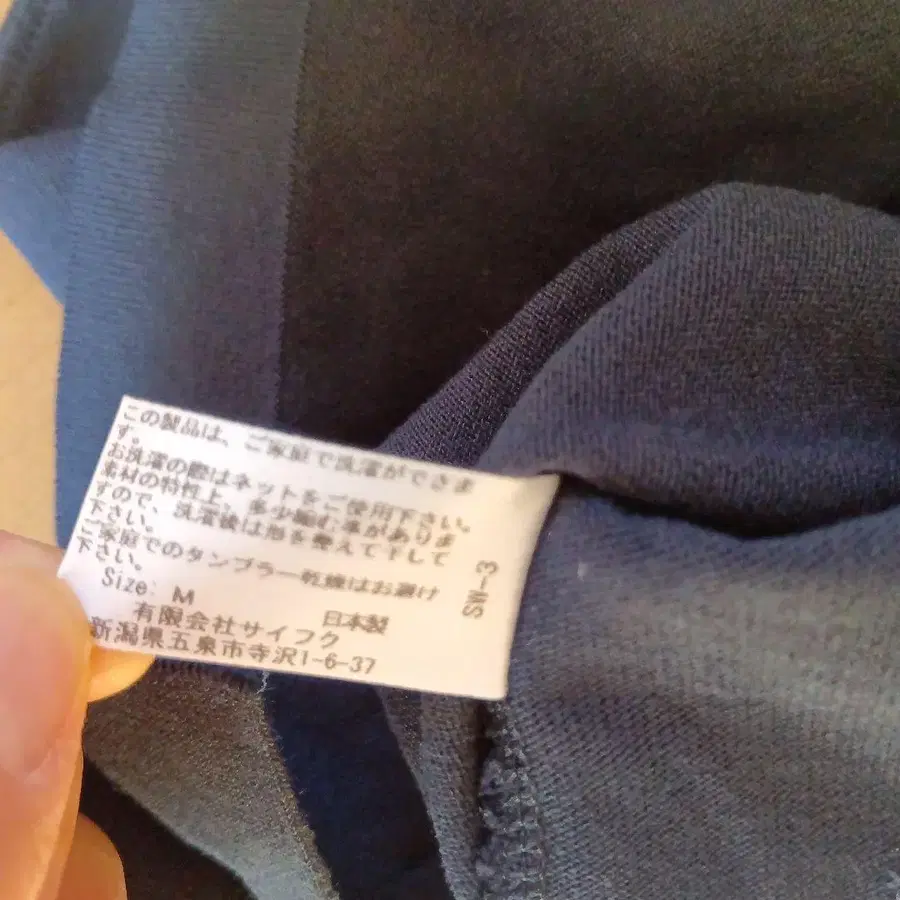 この製品は、ご家庭で洗濯ができま
す。
お洗濯の際はネットをご使用下さい。
素材の特性上、多少縮む事がありま
すので、洗濯後は形を整えて干して
下さい。
ご家庭でのタンブラー乾燥はお避け
下さい。
Size: M
日本製
有限会社サイフク
新潟県五泉市寺沢1-6-37
SW-3